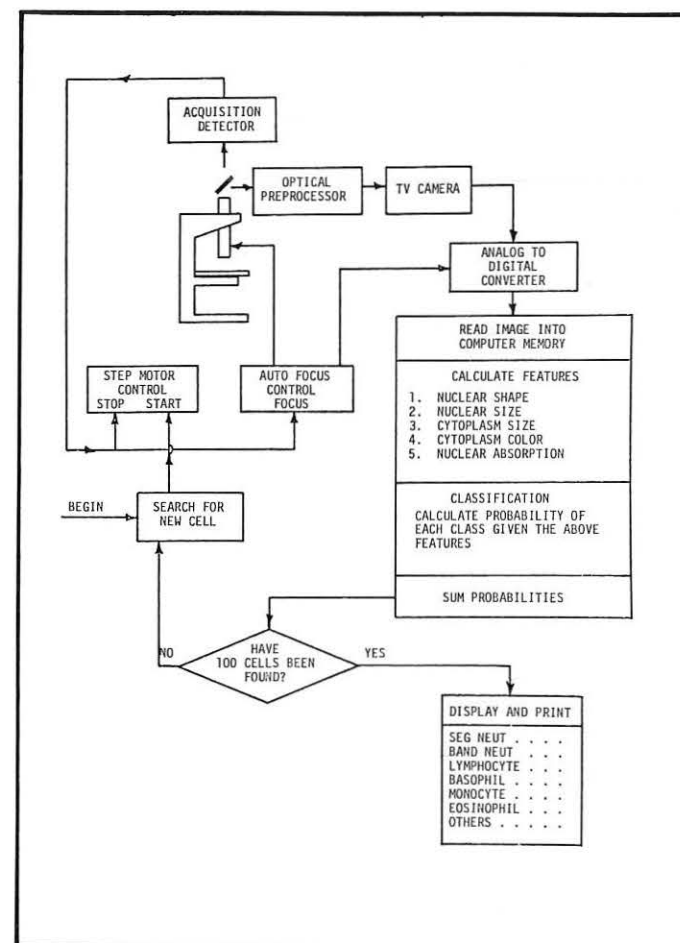 ACQUISITION
DETECTOR
OPTICAL
PREPROCESSOR
TV CAMERA
ANALOG TO
DIGITAL
CONVERTER
READ IMAGE INTO
COMPUTER MEMORY
STEP MOTOR
CONTROL
STOP START
AUTO FOCUS
CONTROL
FOCUS
CALCULATE FEATURES
1. NUCLEAR SHAPE
2. NUCLEAR SIZE
3. CYTOPLASM SIZE
4. CYTOPLASM COLOR
5. NUCLEAR ABSORPTION
BEGIN
SEARCH FOR
NEW CELL
CLASSIFICATION
CALCULATE PROBABILITY OF
EACH CLASS GIVEN THE ABOVE
FEATURES
SUM PROBABILITIES
NO
HAVE
100 CELLS BEEN
FOUND?
YES
DISPLAY AND PRINT
SEG NEUT . . . .
BAND NEUT . . . .
LYMPHOCYTE . . . .
BASOPHIL . . . . .
MONOCYTE . . . . .
EOSINOPHIL . . . .
OTHERS . . . . .